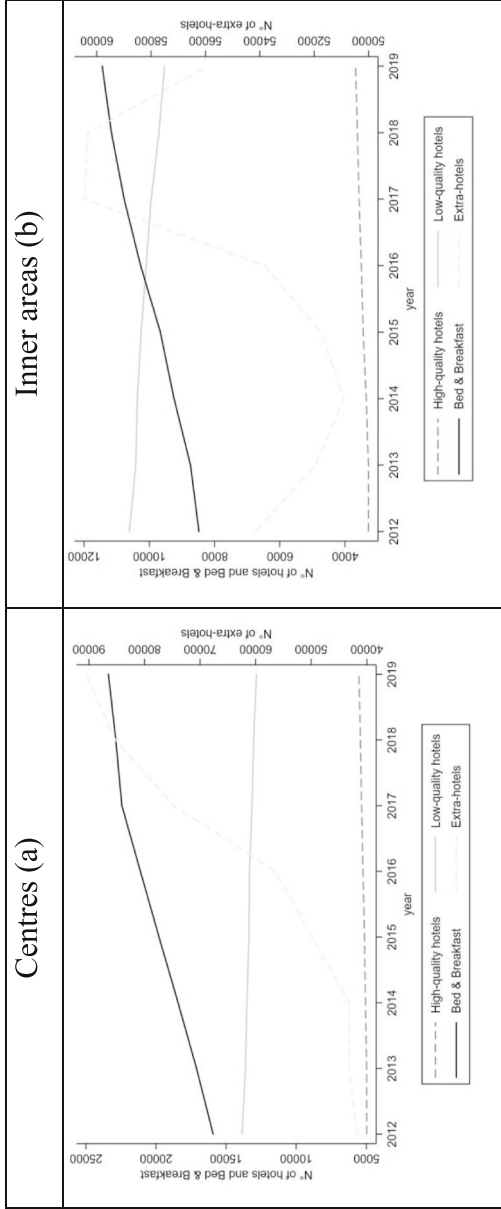 Centres (a)
N° of hotels and Bed & Breakfast
25000
20000
15000
10000
5000
N° of extra-hotels
90000
80000
70000
60000
50000
40000
2012 2013 2014 2015 2016 2017 2018 2019
year
High-quality hotels Low-quality hotels
Bed & Breakfast Extra-hotels
Inner areas (b)
N° of hotels and Bed & Breakfast
12000
10000
8000
6000
4000
N° of extra-hotels
60000
58000
56000
54000
52000
50000
2012 2013 2014 2015 2016 2017 2018 2019
year
High-quality hotels Low-quality hotels
Bed & Breakfast Extra-hotels